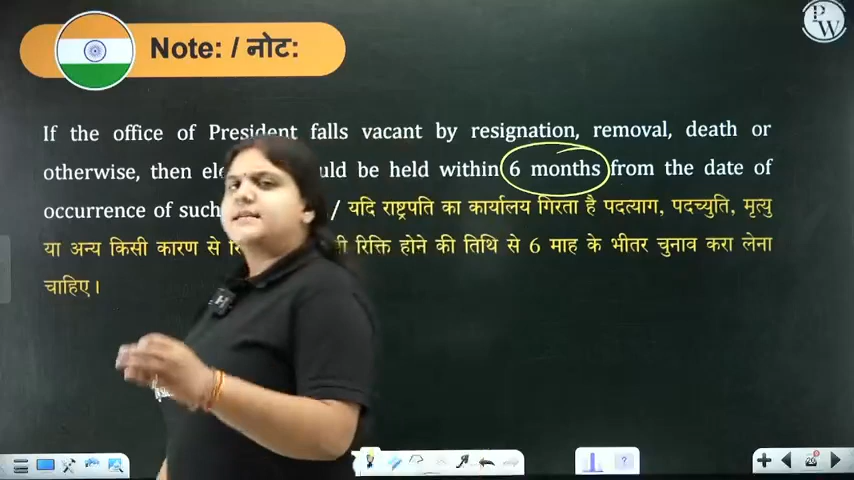 Note: / नोट:
PW
If the office of President falls vacant by resignation, removal, death or
otherwise, then uld be held within 6 months from the date of
occurrence of such / यदि राष्ट्रपति का कार्यालय गिरता है पदत्याग, पदच्युति, मृत्यु
या अन्य किसी कारण से रिक्ति होने की तिथि से 6 माह के भीतर चुनाव करा लेना
चाहिए।